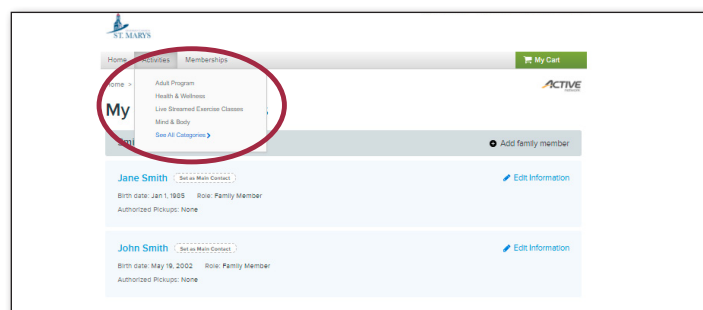 ST. MARYS
Home Activities Memberships My Cart
Home > ACTIVE
Adult Program
Health & Wellness
My
Live Streamed Exercise Classes
Mind & Body
See All Categories >
Smi Add family member
Jane Smith Set as Main Contact Edit Information
Birth date: Jan 1, 1985 Role: Family Member
Authorized Pickups: None
John Smith Set as Main Contact Edit Information
Birth date: May 19, 2002 Role: Family Member
Authorized Pickups: None